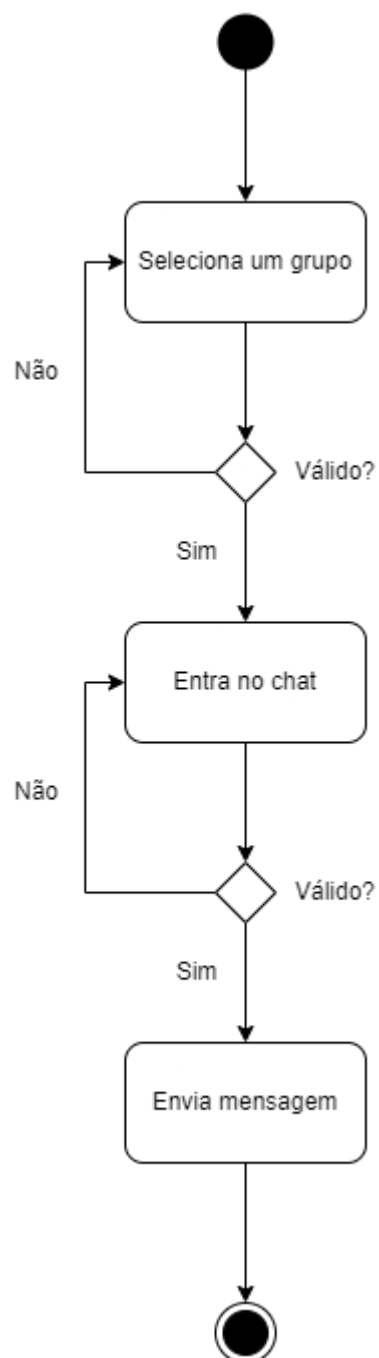 Seleciona um grupo
Não
Válido?
Sim
Entra no chat
Não
Válido?
Sim
Envia mensagem